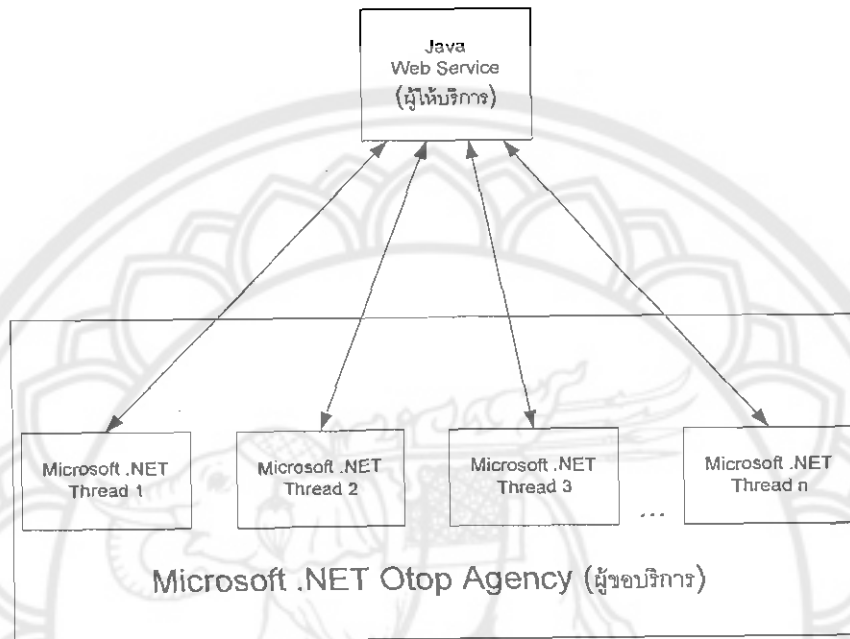 Java
Web Service
(ผู้ให้บริการ)
Microsoft .NET
Thread 1
Microsoft .NET
Thread 2
Microsoft .NET
Thread 3
...
Microsoft .NET
Thread n
Microsoft .NET Otop Agency (ผู้ขอบริการ)